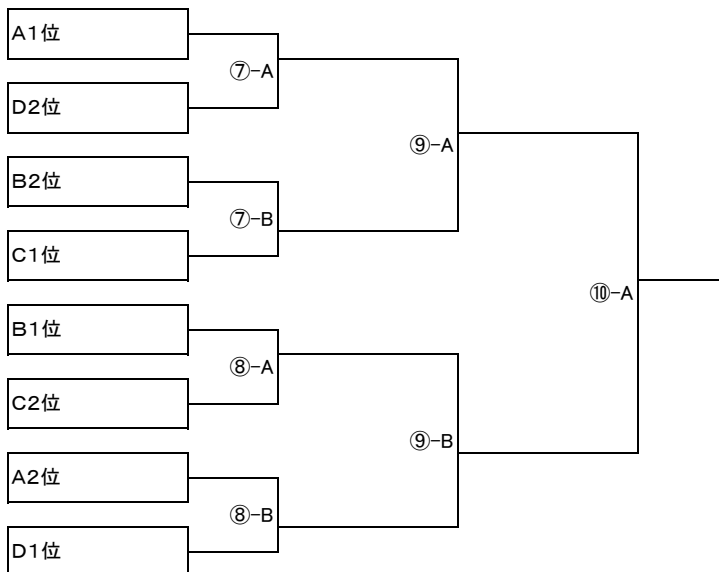 A1位
⑦-A
D2位
⑨-A
B2位
⑦-B
C1位
⑩-A
B1位
⑧-A
C2位
⑨-B
A2位
⑧-B
D1位